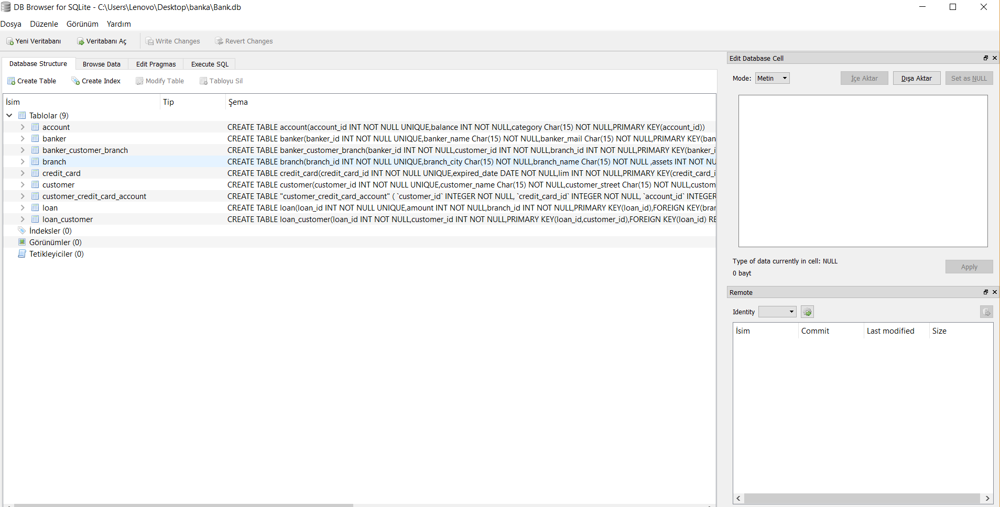 DB Browser for SQLite - C:\Users\Lenovo\Desktop\banka\Bank.db
Dosya Düzenle Görünüm Yardım
Yeni Veritabanı Veritabanı Aç Write Changes Revert Changes
Database Structure Browse Data Edit Pragmas Execute SQL
Create Table Create Index Modify Table Tabloyu Sil
İsim Tip Şema
Tablolar (9)
account CREATE TABLE account(account_id INT NOT NULL UNIQUE,balance INT NOT NULL,category Char(15) NOT NULL,PRIMARY KEY(account_id))
banker CREATE TABLE banker(banker_id INT NOT NULL UNIQUE,banker_name Char(15) NOT NULL,banker_mail Char(15) NOT NULL,PRIMARY KEY(ban
banker_customer_branch CREATE TABLE banker_customer_branch(banker_id INT NOT NULL,customer_id INT NOT NULL,branch_id INT NOT NULL,PRIMARY KEY(banker_i
branch CREATE TABLE branch(branch_id INT NOT NULL UNIQUE,branch_city Char(15) NOT NULL,branch_name Char(15) NOT NULL ,assets INT NOT NU
credit_card CREATE TABLE credit_card(credit_card_id INT NOT NULL UNIQUE,expired_date DATE NOT NULL,lim INT NOT NULL,PRIMARY KEY(credit_card_i
customer CREATE TABLE customer(customer_id INT NOT NULL UNIQUE,customer_name Char(15) NOT NULL,customer_street Char(15) NOT NULL,custom
customer_credit_card_account CREATE TABLE "customer_credit_card_account" ( `customer_id` INTEGER NOT NULL, `credit_card_id` INTEGER NOT NULL, `account_id` INTEGER
loan CREATE TABLE loan(loan_id INT NOT NULL UNIQUE,amount INT NOT NULL,branch_id INT NOT NULL,PRIMARY KEY(loan_id),FOREIGN KEY(bran
loan_customer CREATE TABLE loan_customer(loan_id INT NOT NULL,customer_id INT NOT NULL,PRIMARY KEY(loan_id,customer_id),FOREIGN KEY(loan_id) RE
İndeksler (0)
Görünümler (0)
Tetikleyiciler (0)
Edit Database Cell
Mode: Metin İçe Aktar Dışa Aktar Set as NULL
Type of data currently in cell: NULL
0 bayt
Apply
Remote
Identity
İsim Commit Last modified Size